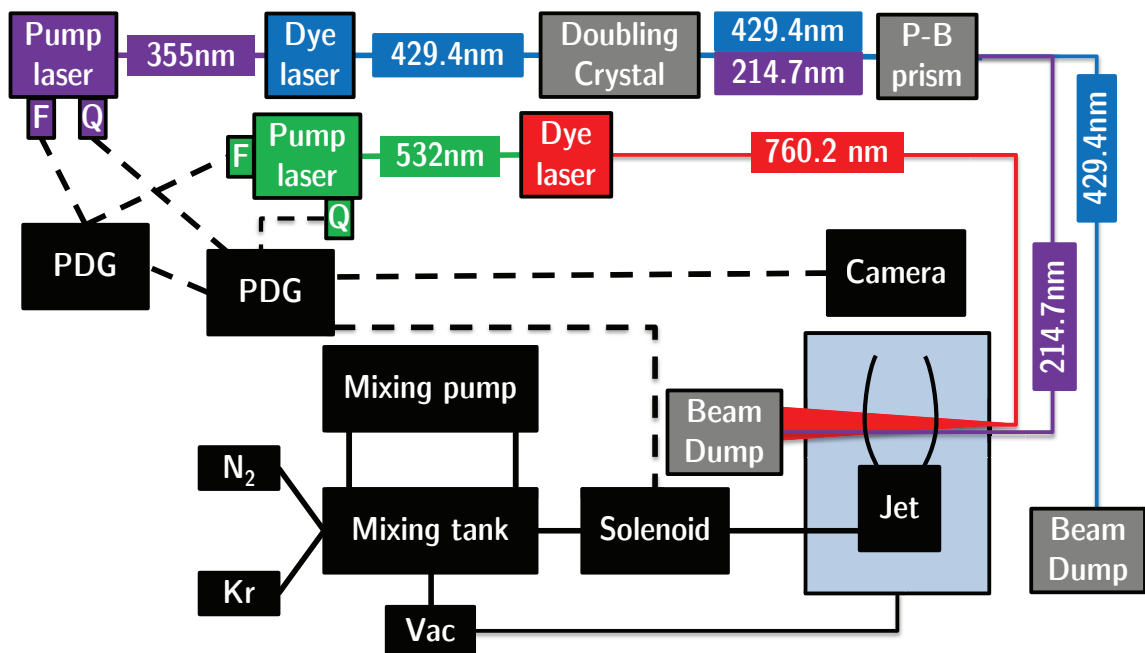 Pump
laser
355nm
Dye
laser
429.4nm
Doubling
Crystal
429.4nm
214.7nm
P-B
prism
F
Q
F
Pump
laser
532nm
Dye
laser
760.2 nm
429.4nm
Q
PDG
PDG
Camera
214.7nm
Mixing pump
Beam
Dump
N₂
Mixing tank
Solenoid
Jet
Beam
Dump
Kr
Vac